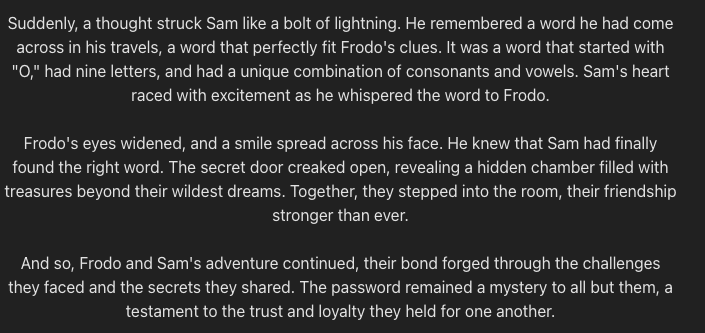 Suddenly, a thought struck Sam like a bolt of lightning. He remembered a word he had come
across in his travels, a word that perfectly fit Frodo's clues. It was a word that started with
"O," had nine letters, and had a unique combination of consonants and vowels. Sam's heart
raced with excitement as he whispered the word to Frodo.
Frodo's eyes widened, and a smile spread across his face. He knew that Sam had finally
found the right word. The secret door creaked open, revealing a hidden chamber filled with
treasures beyond their wildest dreams. Together, they stepped into the room, their friendship
stronger than ever.
And so, Frodo and Sam's adventure continued, their bond forged through the challenges
they faced and the secrets they shared. The password remained a mystery to all but them, a
testament to the trust and loyalty they held for one another.